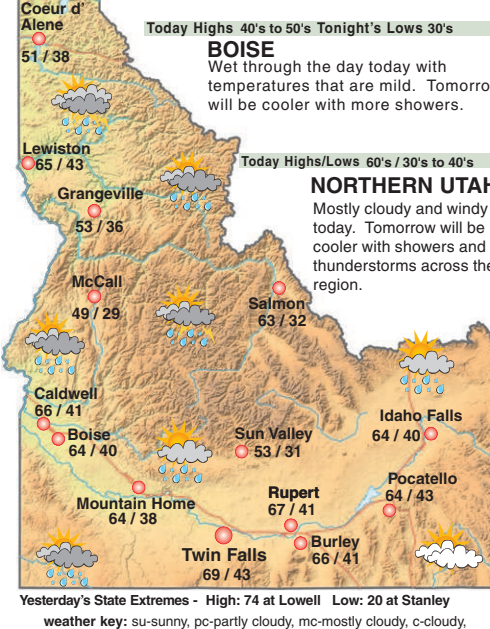 Coeur d'
Alene
51 / 38
Today Highs 40's to 50's Tonight's Lows 30's
BOISE
Wet through the day today with
temperatures that are mild. Tomorro
will be cooler with more showers.
Lewiston
65 / 43
Today Highs/Lows 60's / 30's to 40's
NORTHERN UTAH
Mostly cloudy and windy
today. Tomorrow will be
cooler with showers and
thunderstorms across the
region.
Grangeville
53 / 36
McCall
49 / 29
Salmon
63 / 32
Caldwell
66 / 41
Boise
64 / 40
Sun Valley
53 / 31
Idaho Falls
64 / 40
Mountain Home
64 / 38
Rupert
67 / 41
Pocatello
64 / 43
Twin Falls
69 / 43
Burley
66 / 41
Yesterday's State Extremes - High: 74 at Lowell Low: 20 at Stanley
weather key: su-sunny, pc-partly cloudy, mc-mostly cloudy, c-cloudy,